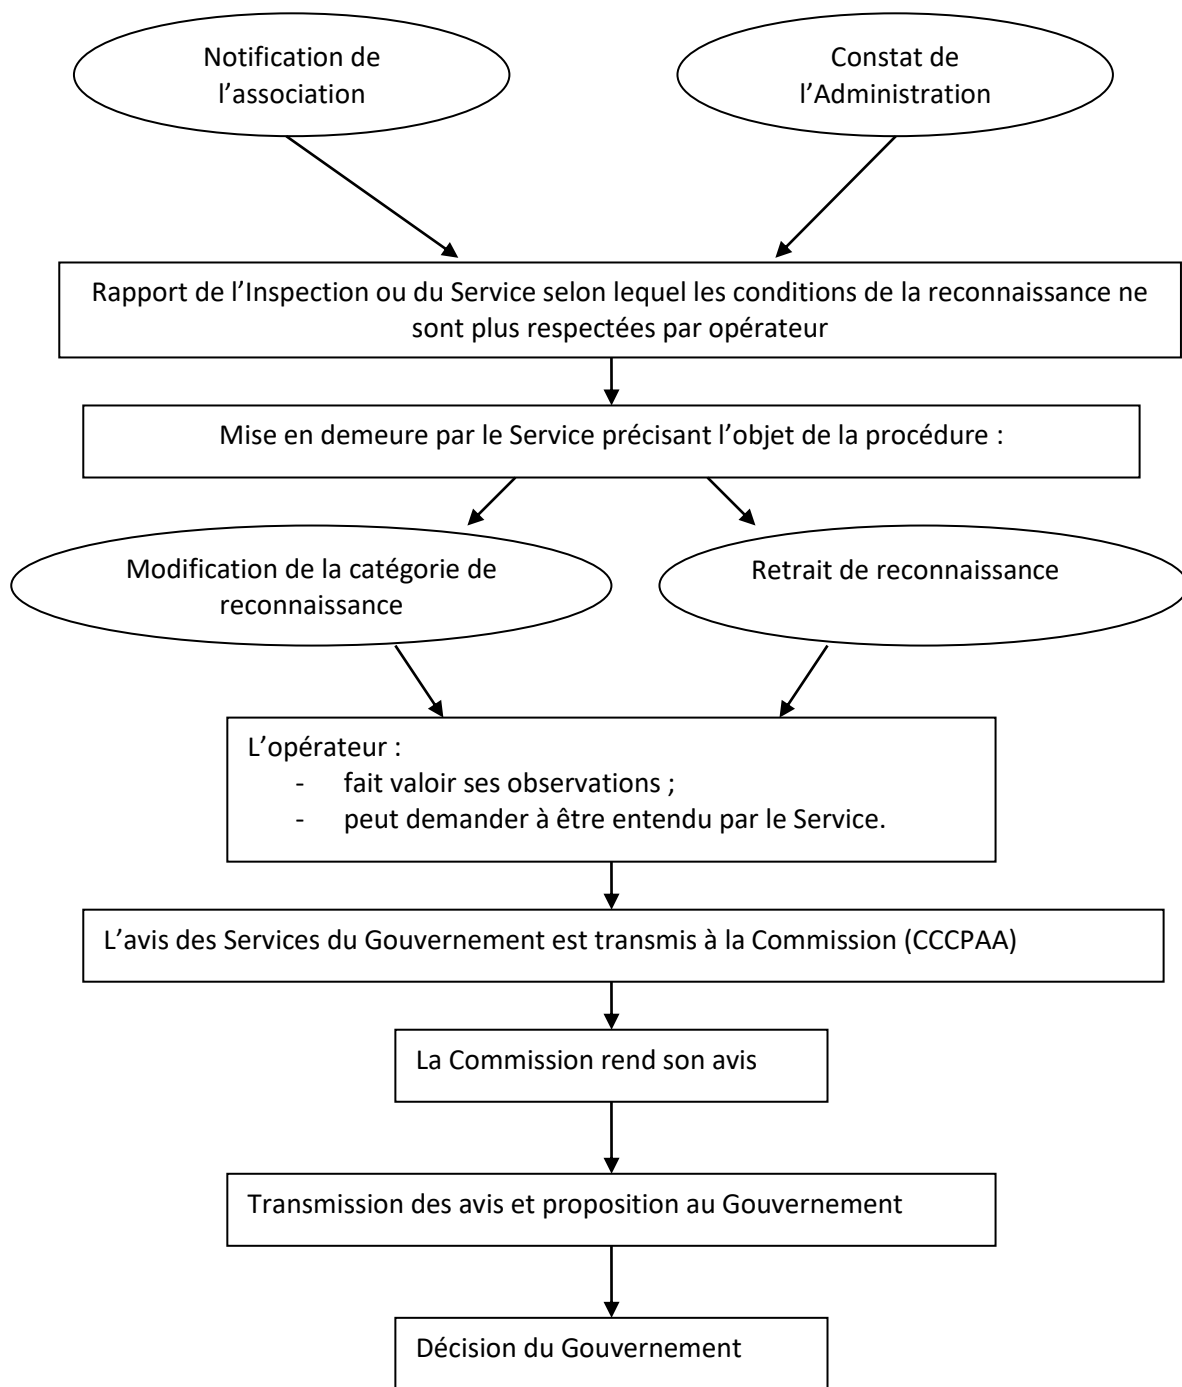 Notification de
l’association
Constat de
l’Administration
Rapport de l’Inspection ou du Service selon lequel les conditions de la reconnaissance ne
sont plus respectées par opérateur
Mise en demeure par le Service précisant l’objet de la procédure :
Modification de la catégorie de
reconnaissance
Retrait de reconnaissance
L’opérateur :
- fait valoir ses observations ;
- peut demander à être entendu par le Service.
L’avis des Services du Gouvernement est transmis à la Commission (CCCPAA)
La Commission rend son avis
Transmission des avis et proposition au Gouvernement
Décision du Gouvernement